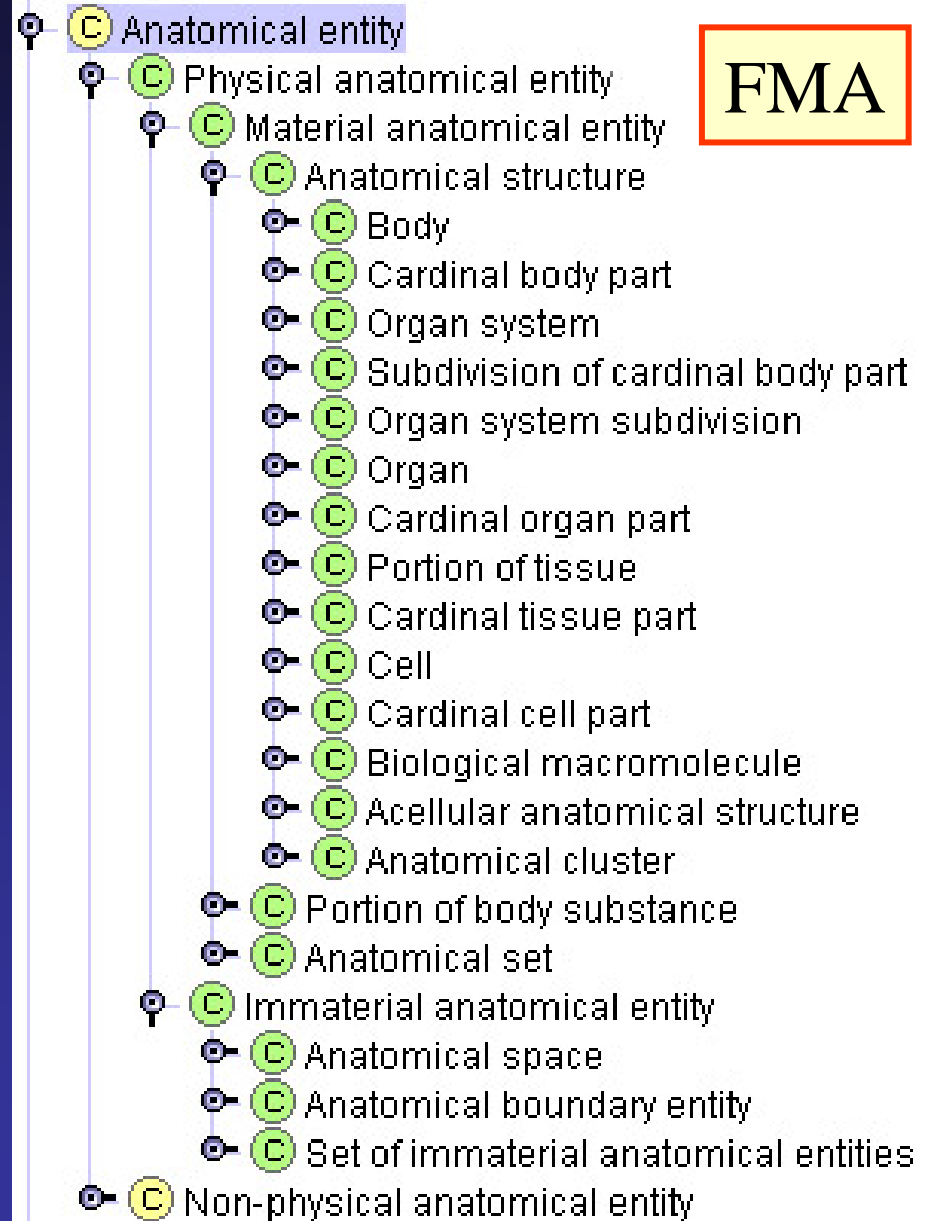 C Anatomical entity
FMA
C Physical anatomical entity
C Material anatomical entity
C Anatomical structure
C Body
C Cardinal body part
C Organ system
C Subdivision of cardinal body part
C Organ system subdivision
C Organ
C Cardinal organ part
C Portion of tissue
C Cardinal tissue part
C Cell
C Cardinal cell part
C Biological macromolecule
C Acellular anatomical structure
C Anatomical cluster
C Portion of body substance
C Anatomical set
C Immaterial anatomical entity
C Anatomical space
C Anatomical boundary entity
C Set of immaterial anatomical entities
C Non-physical anatomical entity